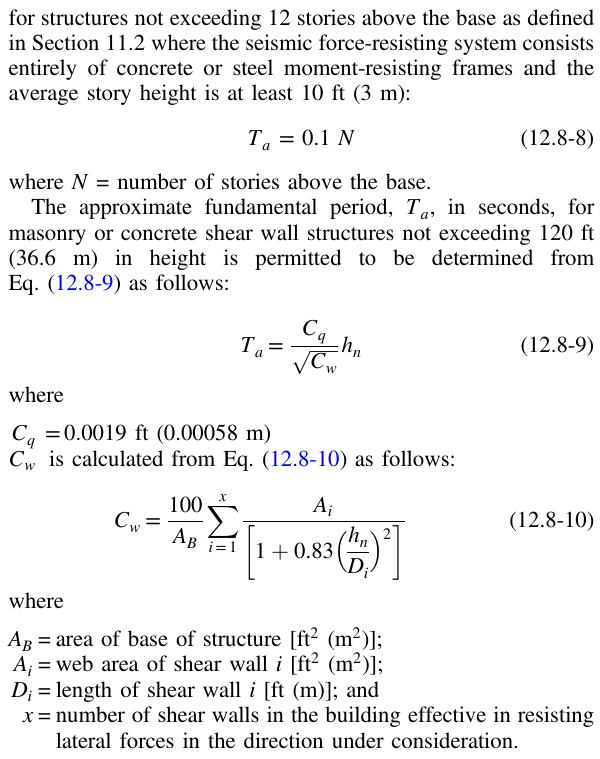 for structures not exceeding 12 stories above the base as defined
in Section 11.2 where the seismic force-resisting system consists
entirely of concrete or steel moment-resisting frames and the
average story height is at least 10 ft (3 m):
T_a = 0.1 N (12.8-8)
where N = number of stories above the base.
The approximate fundamental period, T_a, in seconds, for
masonry or concrete shear wall structures not exceeding 120 ft
(36.6 m) in height is permitted to be determined from
Eq. (12.8-9) as follows:
T_a = \frac{C_q}{\sqrt{C_w}} h_n (12.8-9)
where
C_q = 0.0019 ft (0.00058 m)
C_w is calculated from Eq. (12.8-10) as follows:
C_w = \frac{100}{A_B} \sum_{i=1}^{x} \frac{A_i}{\left[1 + 0.83 \left(\frac{h_n}{D_i}\right)^2\right]} (12.8-10)
where
A_B = area of base of structure [ft² (m²)];
A_i = web area of shear wall i [ft² (m²)];
D_i = length of shear wall i [ft (m)]; and
x = number of shear walls in the building effective in resisting
lateral forces in the direction under consideration.